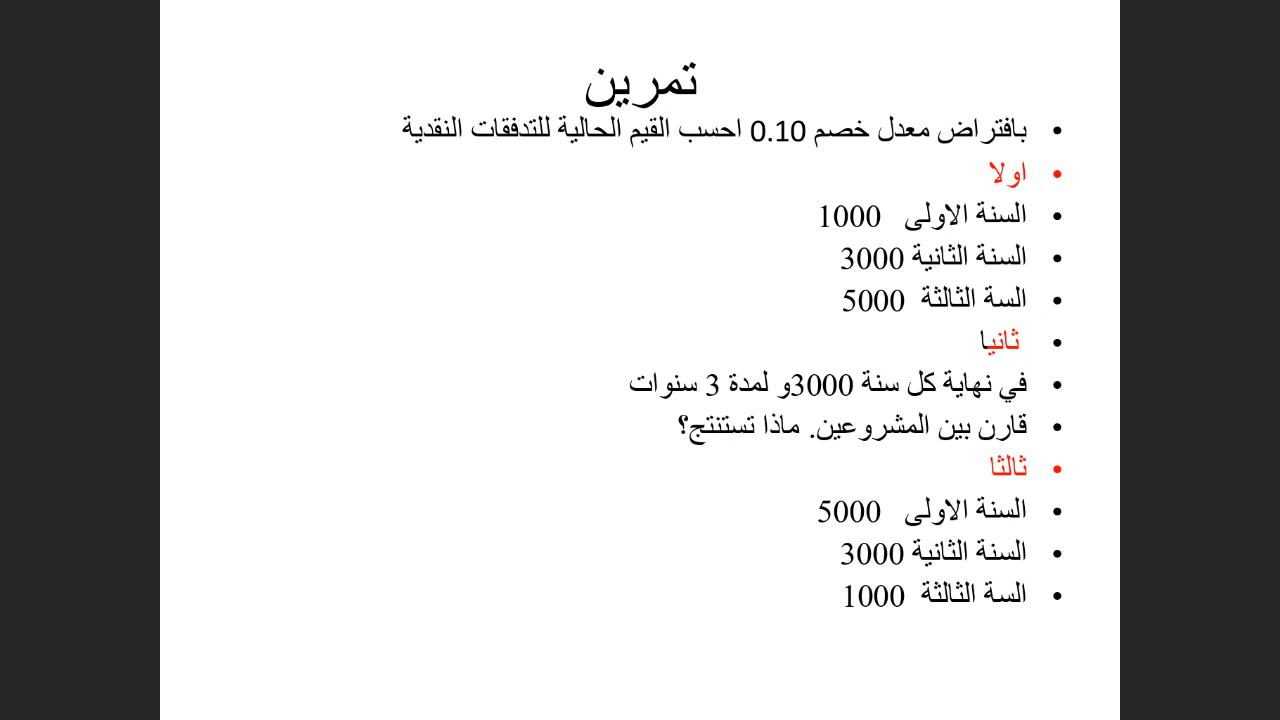 تمرين
• بافتراض معدل خصم 0.10 احسب القيم الحالية للتدفقات النقدية
• اولا
• السنة الاولى 1000
• السنة الثانية 3000
• السة الثالثة 5000
• ثانيا
• في نهاية كل سنة 3000و لمدة 3 سنوات
• قارن بين المشروعين. ماذا تستنتج؟
• ثالثا
• السنة الاولى 5000
• السنة الثانية 3000
• السة الثالثة 1000